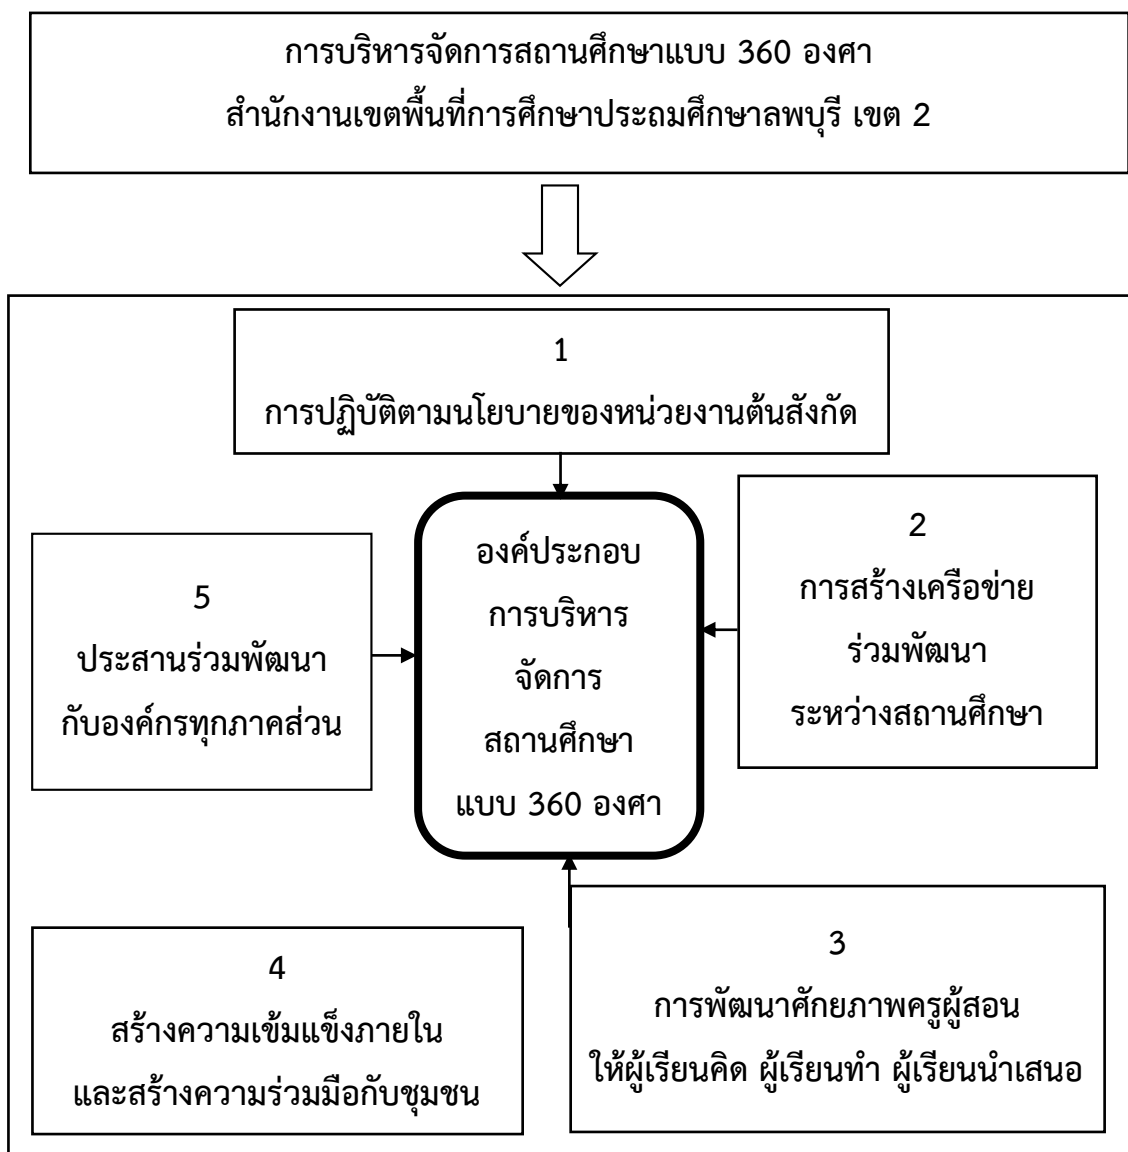 การบริหารจัดการสถานศึกษาแบบ 360 องศา
สำนักงานเขตพื้นที่การศึกษาประถมศึกษาลพบุรี เขต 2
1
การปฏิบัติตามนโยบายของหน่วยงานต้นสังกัด
องค์ประกอบ
การบริหาร
จัดการ
สถานศึกษา
แบบ 360 องศา
2
การสร้างเครือข่าย
ร่วมพัฒนา
ระหว่างสถานศึกษา
5
ประสานร่วมพัฒนา
กับองค์กรทุกภาคส่วน
3
การพัฒนาศักยภาพครูผู้สอน
ให้ผู้เรียนคิด ผู้เรียนทำ ผู้เรียนนำเสนอ
4
สร้างความเข้มแข็งภายใน
และสร้างความร่วมมือกับชุมชน